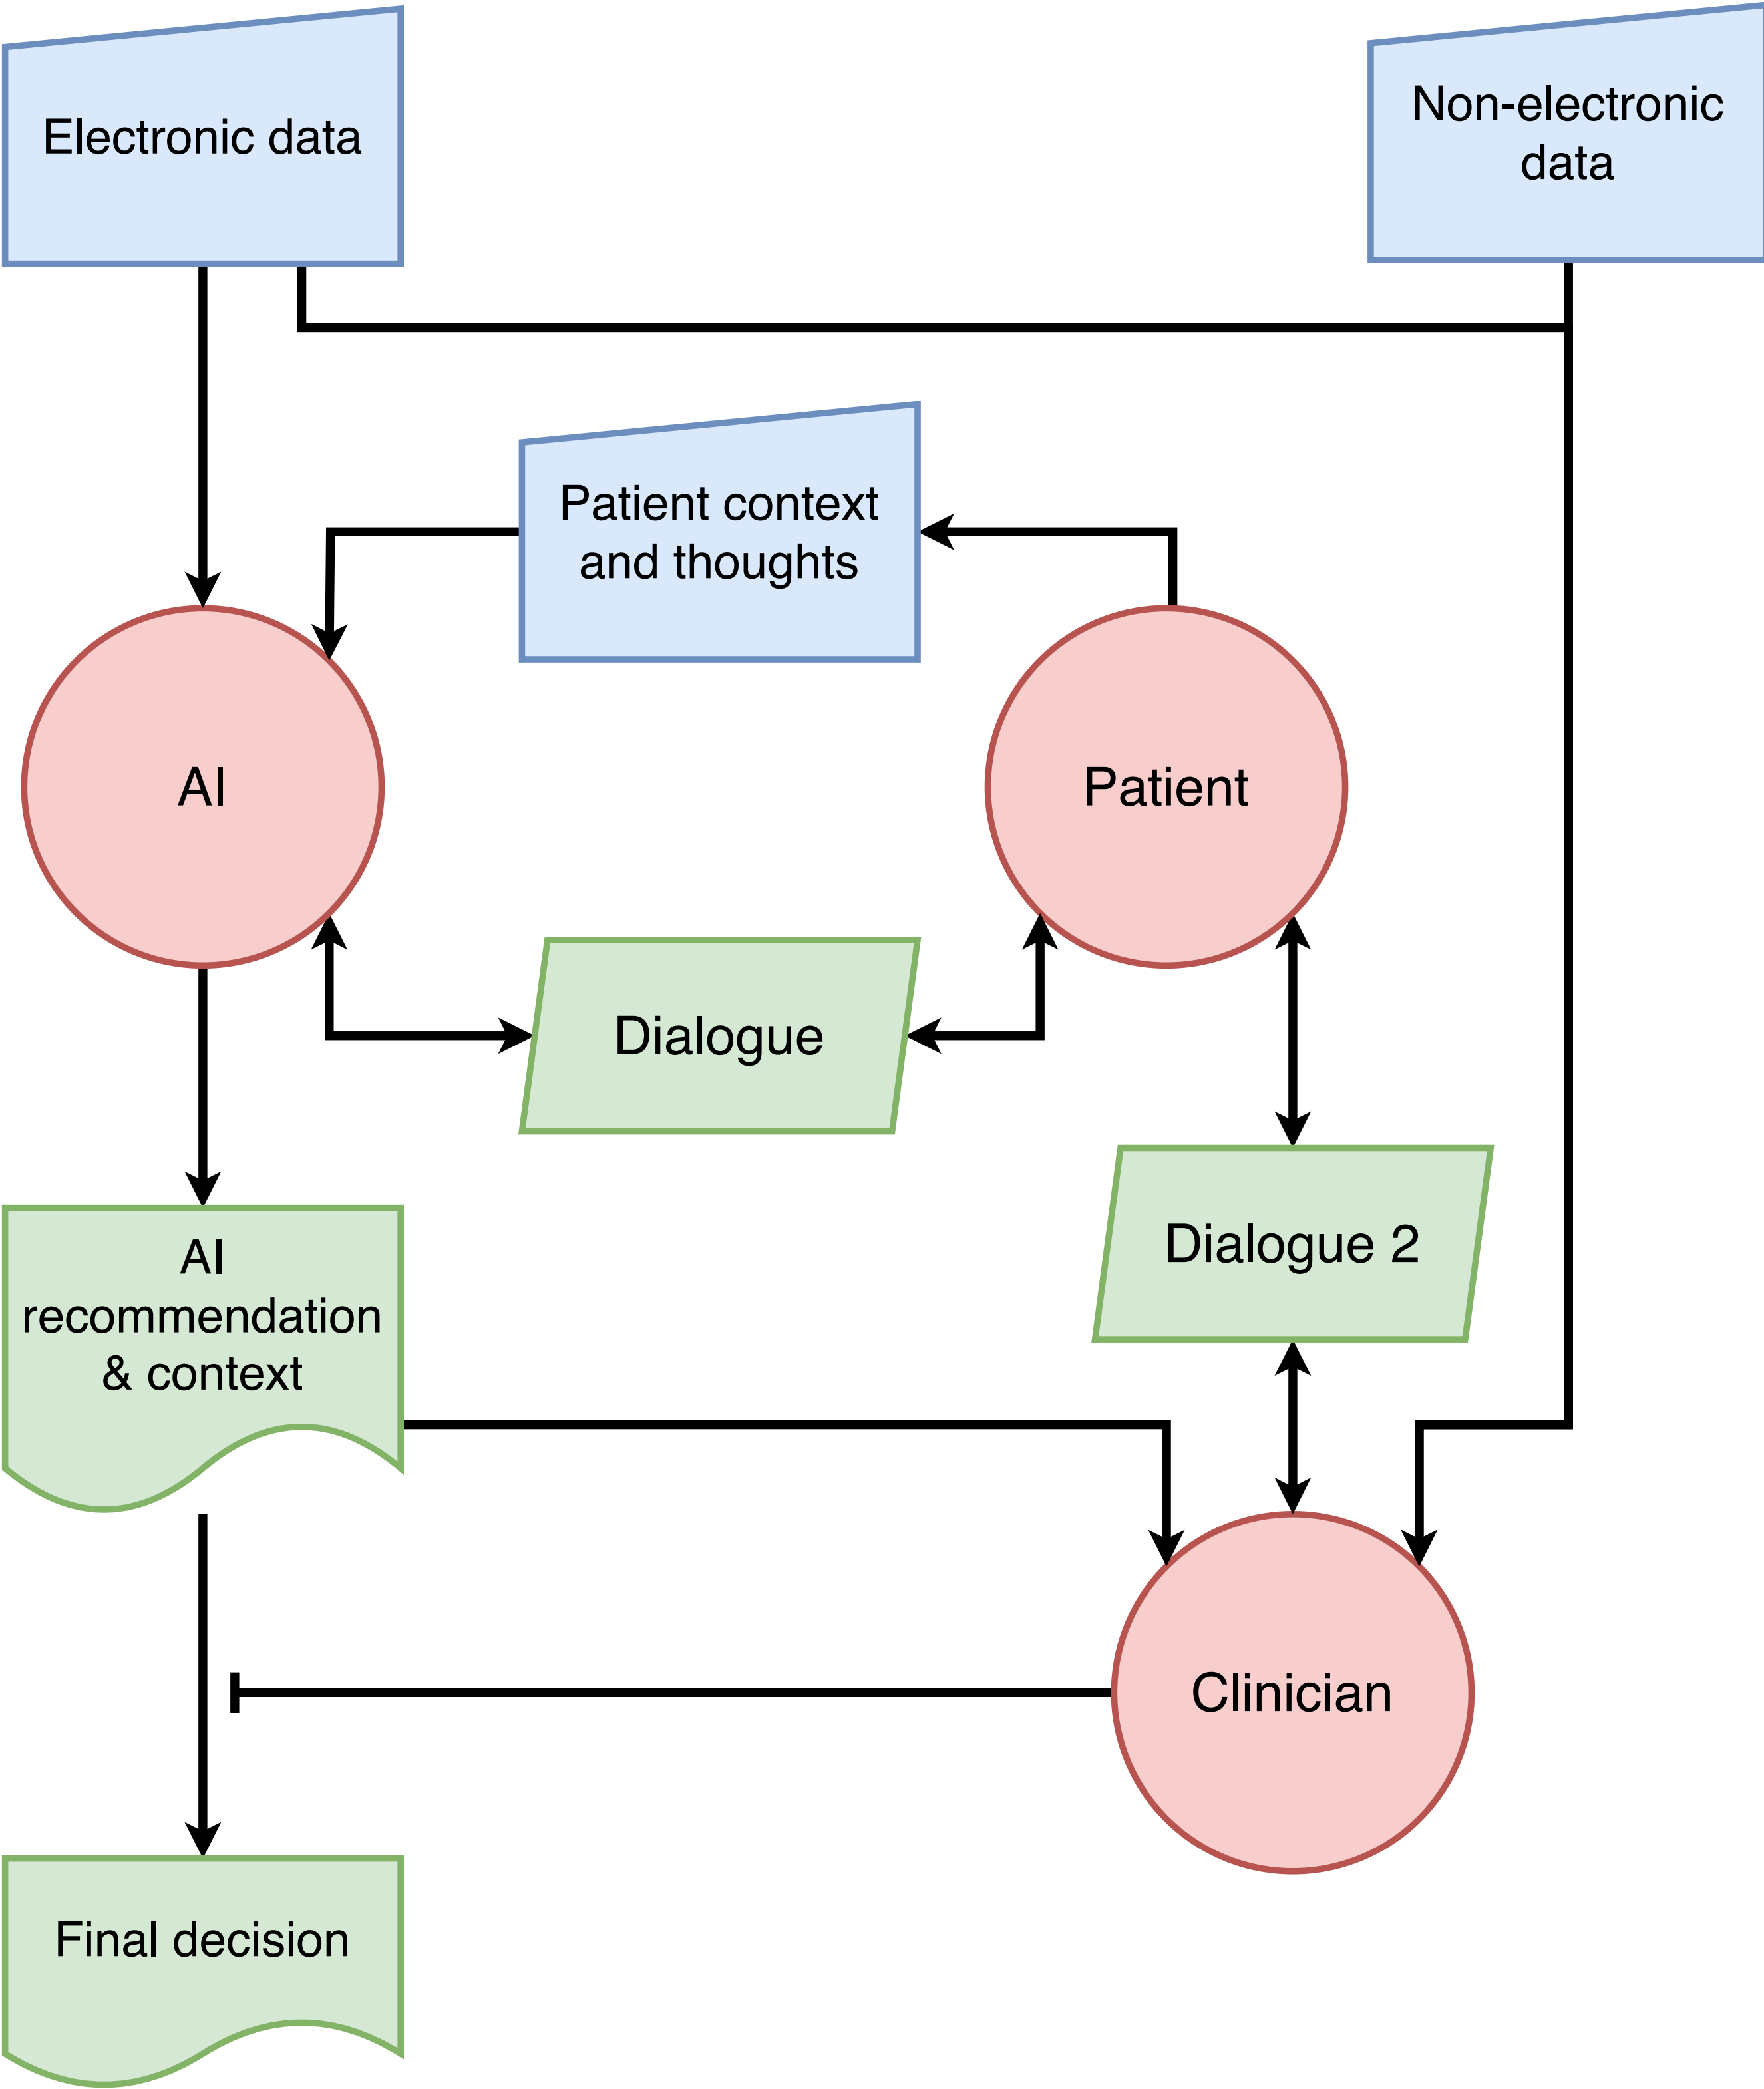 Electronic data
Non-electronic
data
Patient context
and thoughts
AI
Patient
Dialogue
Dialogue 2
AI
recommendation
& context
Clinician
Final decision